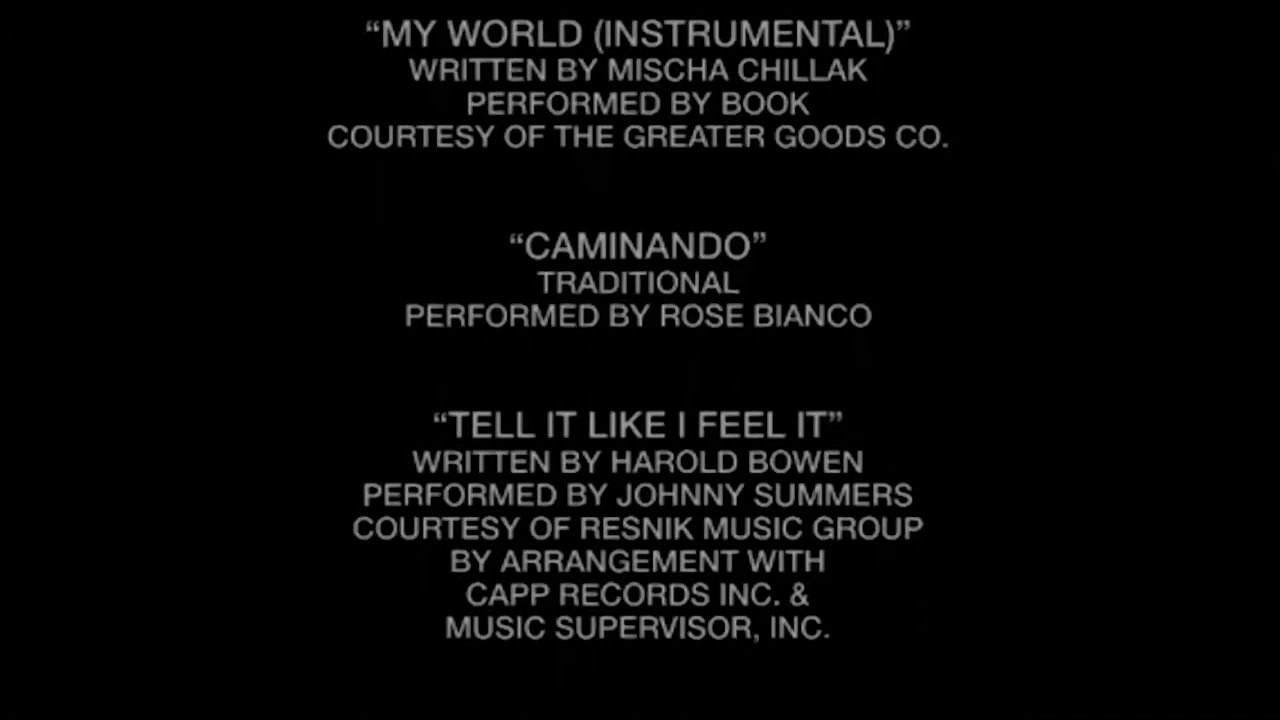 “MY WORLD (INSTRUMENTAL)”
WRITTEN BY MISCHA CHILLAK
PERFORMED BY BOOK
COURTESY OF THE GREATER GOODS CO.
“CAMINANDO”
TRADITIONAL
PERFORMED BY ROSE BIANCO
“TELL IT LIKE I FEEL IT”
WRITTEN BY HAROLD BOWEN
PERFORMED BY JOHNNY SUMMERS
COURTESY OF RESNIK MUSIC GROUP
BY ARRANGEMENT WITH
CAPP RECORDS INC. &
MUSIC SUPERVISOR, INC.